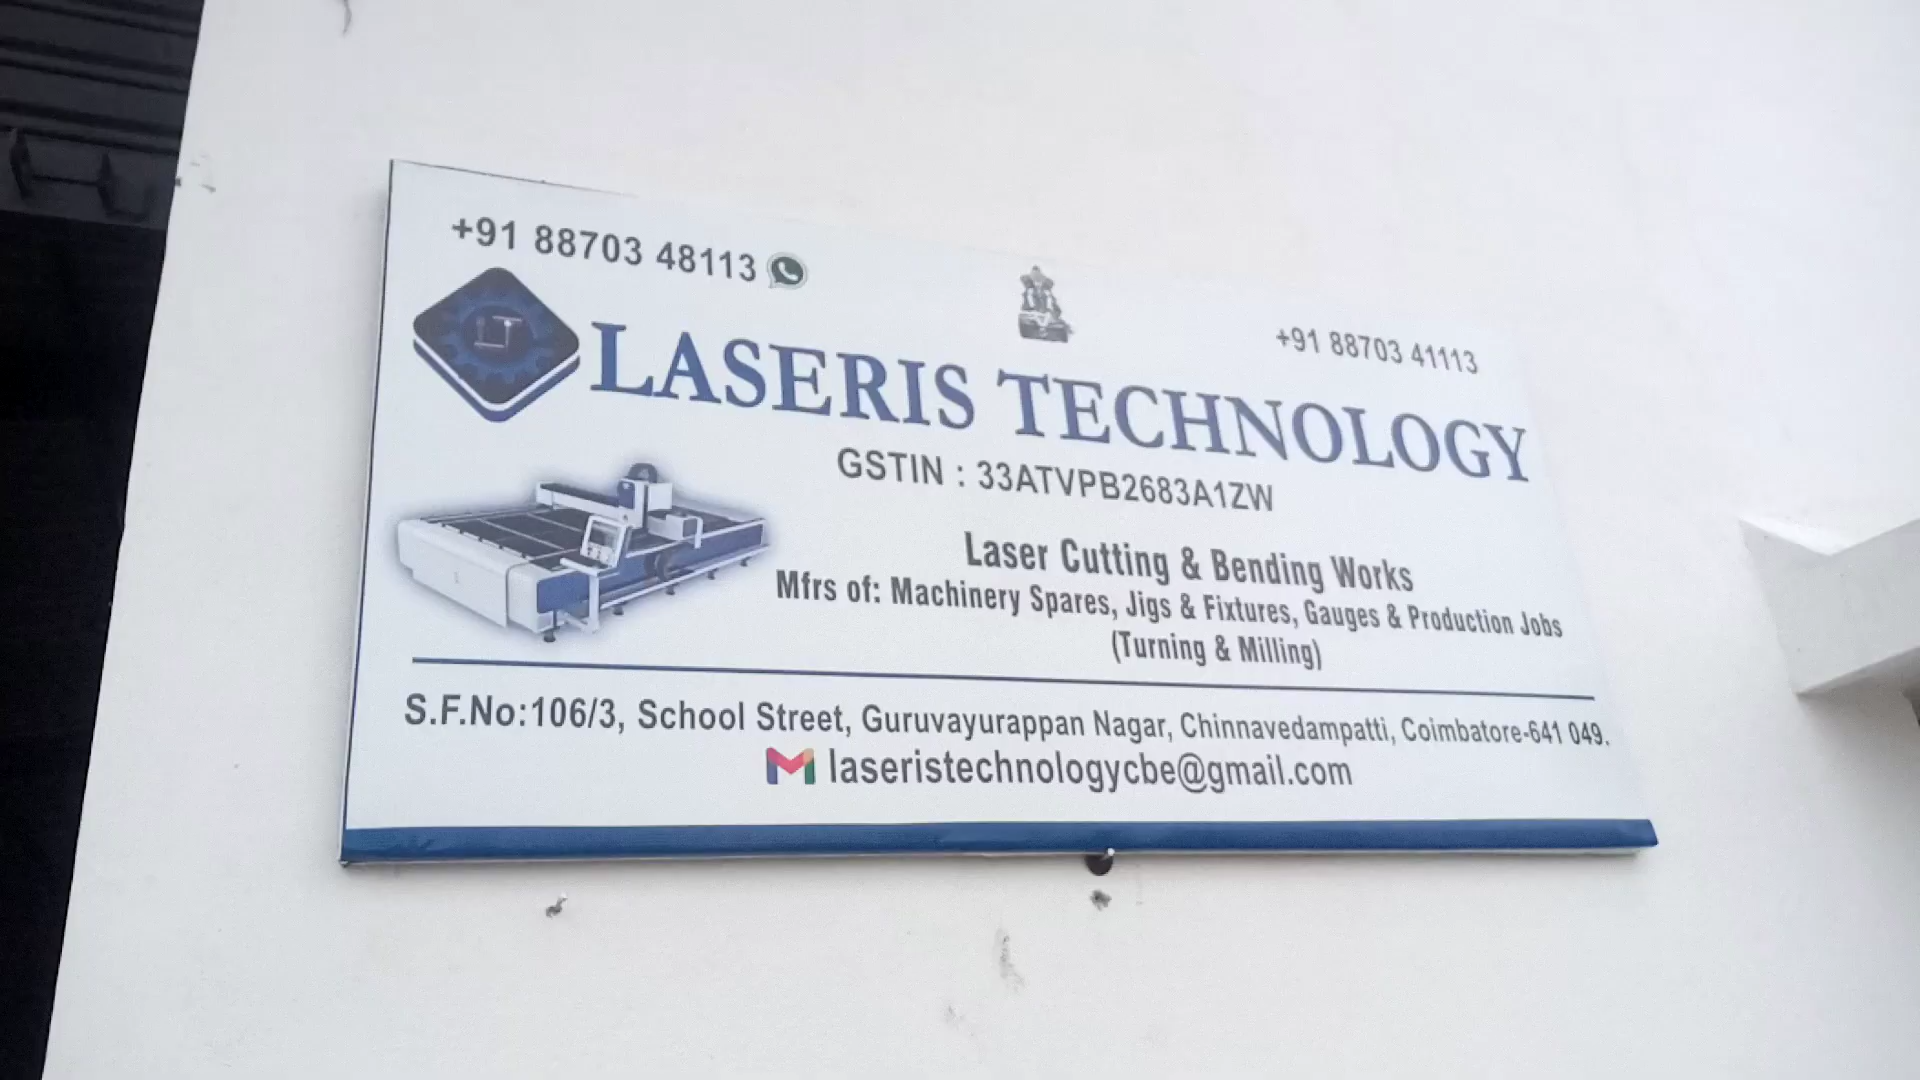 +91 88703 48113
+91 88703 41113
LT
LASERIS TECHNOLOGY
GSTIN : 33ATVPB2683A1ZW
Laser Cutting & Bending Works
Mfrs of: Machinery Spares, Jigs & Fixtures, Gauges & Production Jobs
(Turning & Milling)
S.F.No:106/3, School Street, Guruvayurappan Nagar, Chinnavedampatti, Coimbatore-641 049.
laseristechnologycbe@gmail.com